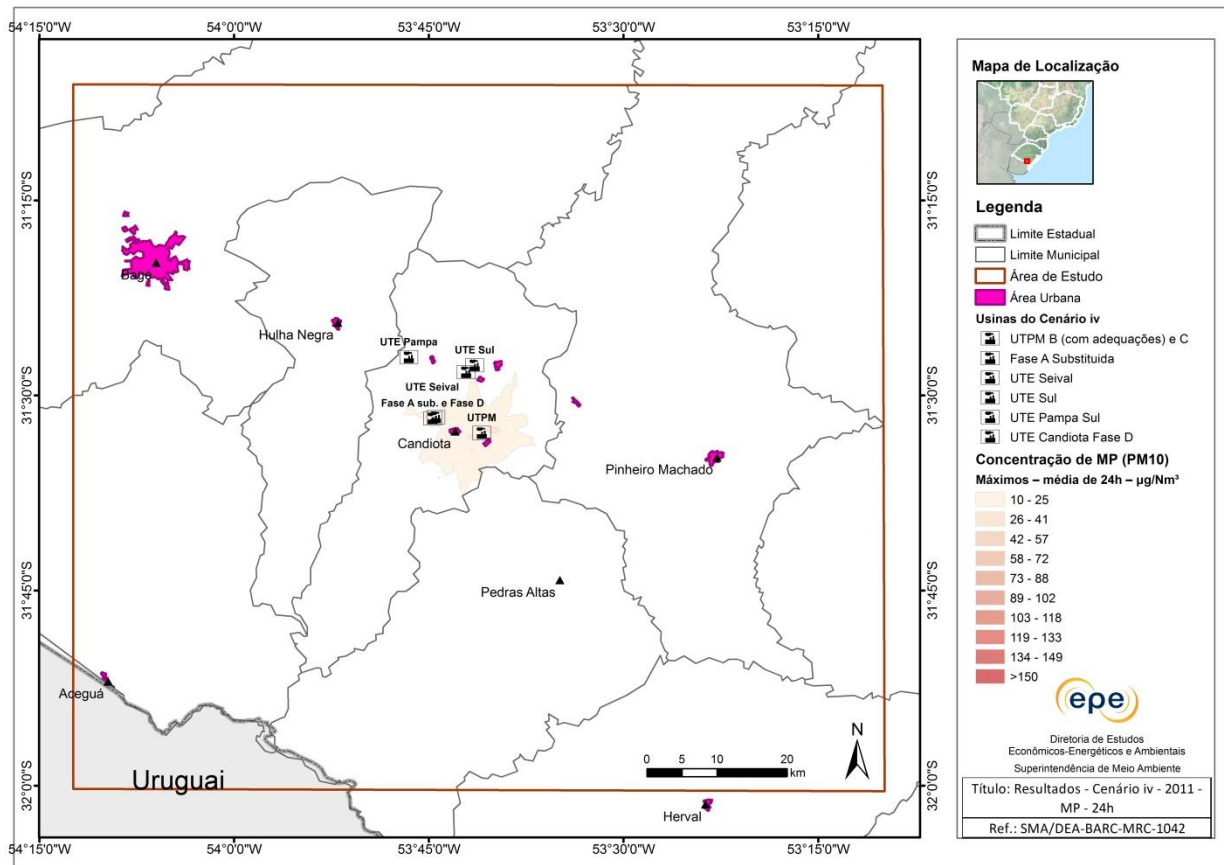 54°15'0"W
54°0'0"W
53°45'0"W
53°30'0"W
53°15'0"W
31°15'0"S
31°30'0"S
31°45'0"S
32°0'0"S
31°15'0"S
31°30'0"S
31°45'0"S
32°0'0"S
54°15'0"W
54°0'0"W
53°45'0"W
53°30'0"W
53°15'0"W
Bagé
Hulha Negra
UTE Pampa
UTE Sul
UTE Seival
Fase A sub. e Fase D
UTPM
Candiota
Pinheiro Machado
Pedras Altas
Aceguá
Uruguai
Herval
N
0 5 10 20
km
Mapa de Localização
Legenda
Limite Estadual
Limite Municipal
Área de Estudo
Área Urbana
Usinas do Cenário iv
UTPM B (com adequações) e C
Fase A Substituida
UTE Seival
UTE Sul
UTE Pampa Sul
UTE Candiota Fase D
Concentração de MP (PM10)
Máximos – média de 24h – µg/Nm³
10 - 25
26 - 41
42 - 57
58 - 72
73 - 88
89 - 102
103 - 118
119 - 133
134 - 149
>150
epe
Diretoria de Estudos
Econômicos-Energéticos e Ambientais
Superintendência de Meio Ambiente
Título: Resultados - Cenário iv - 2011 -
MP - 24h
Ref.: SMA/DEA-BARC-MRC-1042